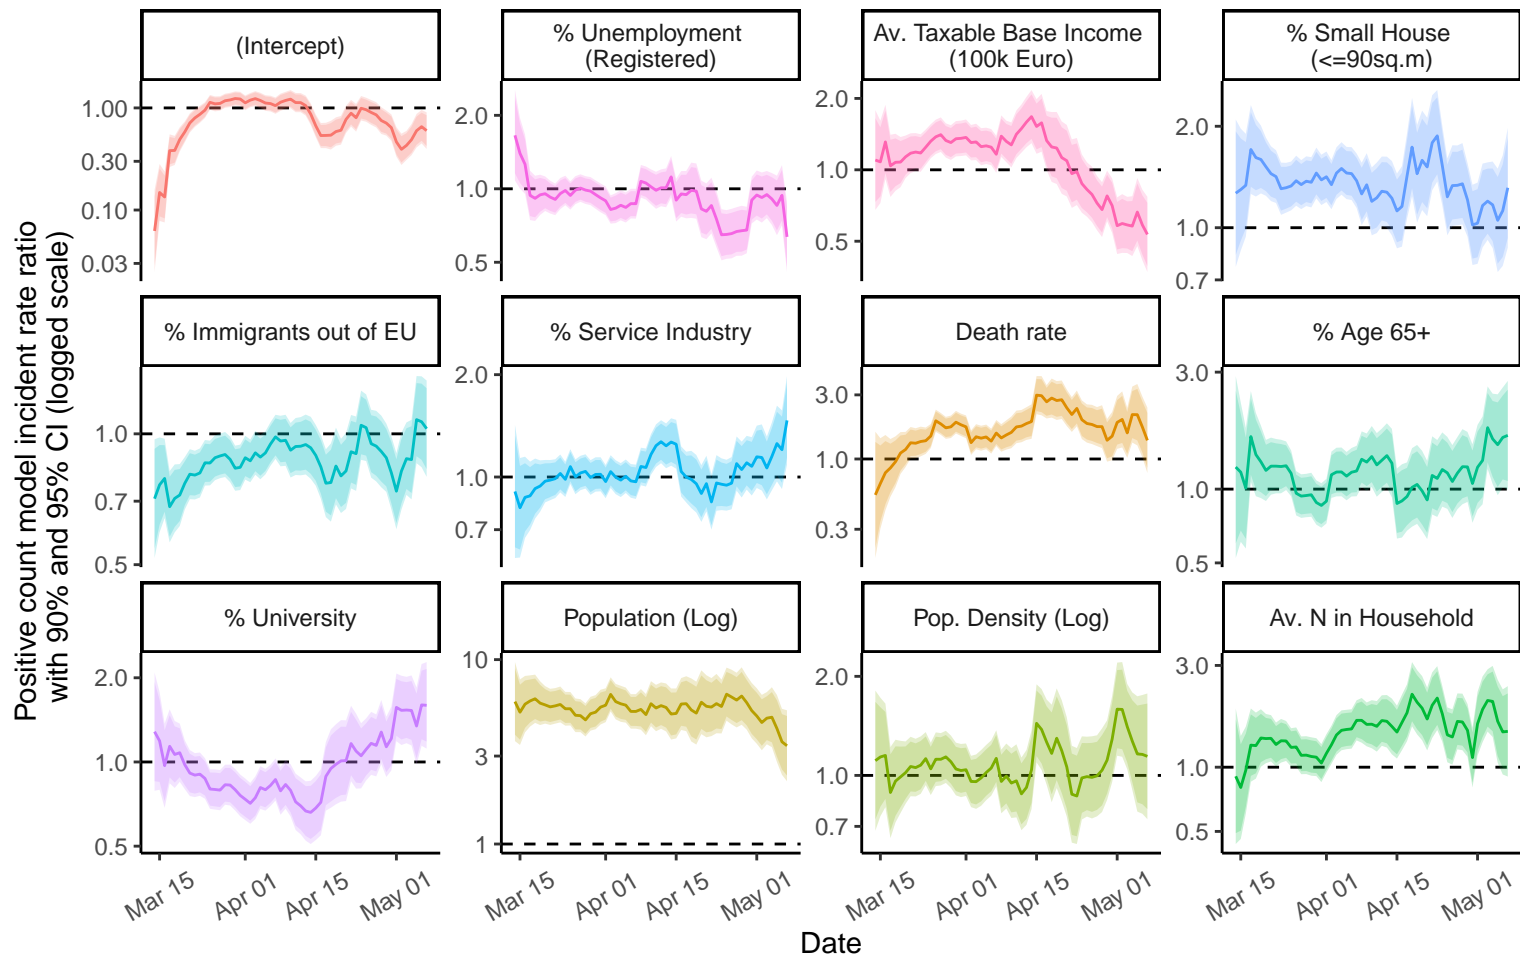 (Intercept)
% Unemployment
(Registered)
Av. Taxable Base Income
(100k Euro)
% Small House
(<=90sq.m)
1.00
0.30
0.10
0.03
2.0
1.0
0.5
2.0
1.0
0.5
2.0
1.0
0.7
% Immigrants out of EU
% Service Industry
Death rate
% Age 65+
1.0
0.7
0.5
2.0
1.0
0.7
3.0
1.0
0.3
3.0
1.0
0.5
% University
Population (Log)
Pop. Density (Log)
Av. N in Household
2.0
1.0
0.5
10
3
1
2.0
1.0
0.7
3.0
1.0
0.5
Mar 15
Apr 01
Apr 15
May 01
Mar 15
Apr 01
Apr 15
May 01
Mar 15
Apr 01
Apr 15
May 01
Mar 15
Apr 01
Apr 15
May 01
Date
Positive count model incident rate ratio
with 90% and 95% CI (logged scale)